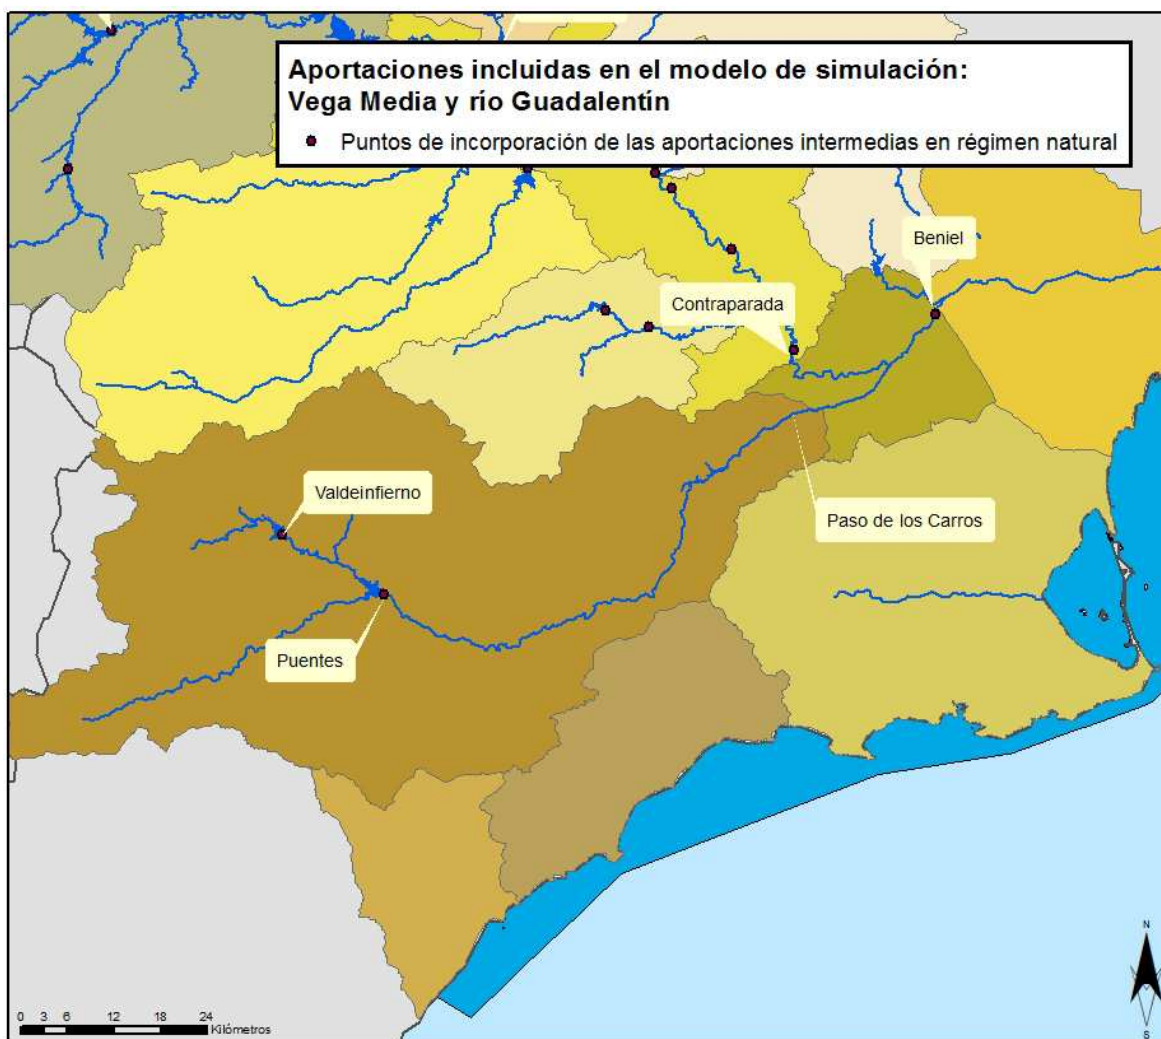 Aportaciones incluidas en el modelo de simulación:
Vega Media y río Guadalentín
Puntos de incorporación de las aportaciones intermedias en régimen natural
Beniel
Contraparada
Valdeinfierno
Paso de los Carros
Puentes
N
0 3 6 12 18 24
Kilómetros
S